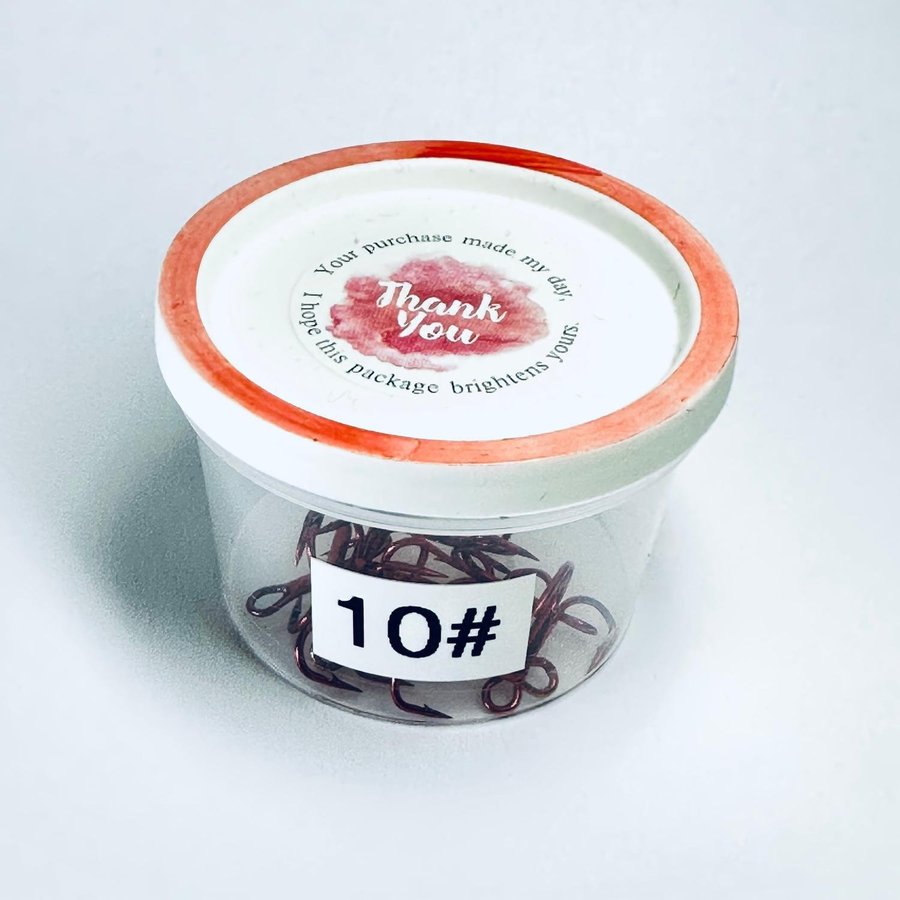 Your purchase made my day,
I hope this package brightens yours.
Thank
You
10#